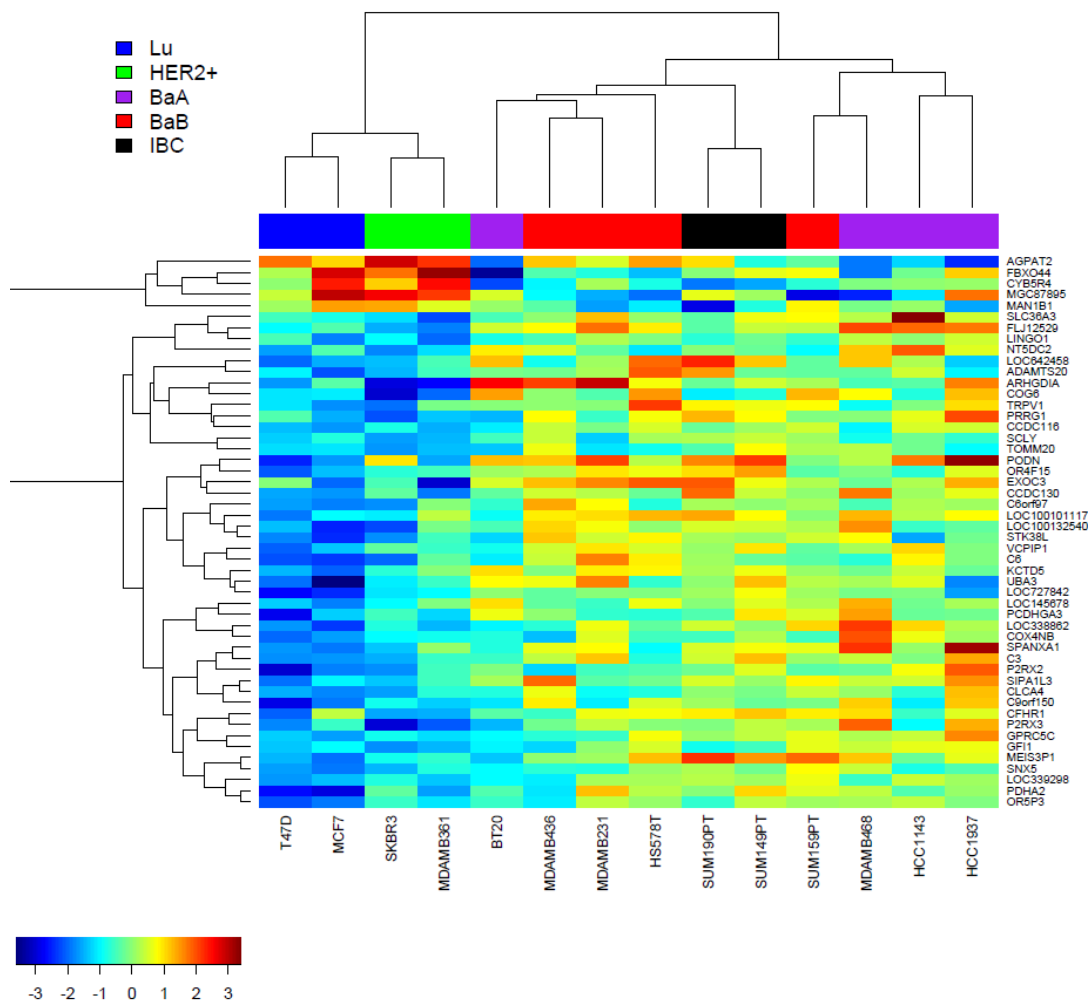 Lu
HER2+
BaA
BaB
IBC
AGPAT2
FBXO44
CYB5R4
MGC87895
MAN1B1
SLC36A3
FLJ12529
LINGO1
NT5DC2
LOC642458
ADAMTS20
ARHGDIA
COG6
TRPV1
PRRG1
CCDC116
SCLY
TOMM20
PODN
OR4F15
EXOC3
CCDC130
C6orf97
LOC100101117
LOC100132540
STK38L
VCPIP1
C6
KCTD5
UBA3
LOC727842
LOC145678
PCDHGA3
LOC338862
COX4NB
SPANXA1
C3
P2RX2
SIPA1L3
CLCA4
C9orf150
CFHR1
P2RX3
GPRC5C
GFI1
MEIS3P1
SNX5
LOC339298
PDHA2
OR5P3
T47D
MCF7
SKBR3
MDAMB361
BT20
MDAMB436
MDAMB231
HS578T
SUM190PT
SUM149PT
SUM159PT
MDAMB468
HCC1143
HCC1937
-3 -2 -1 0 1 2 3